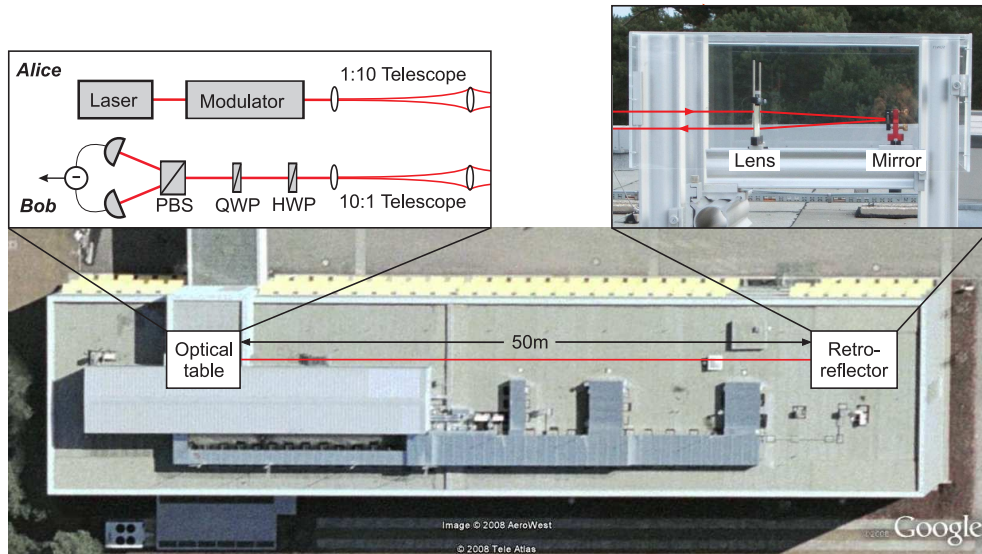 Alice
Laser
Modulator
1:10 Telescope
Bob
PBS
QWP
HWP
10:1 Telescope
Lens
Mirror
Optical
table
50m
Retro-
reflector
Image © 2008 AeroWest
© 2008 Tele Atlas
Google